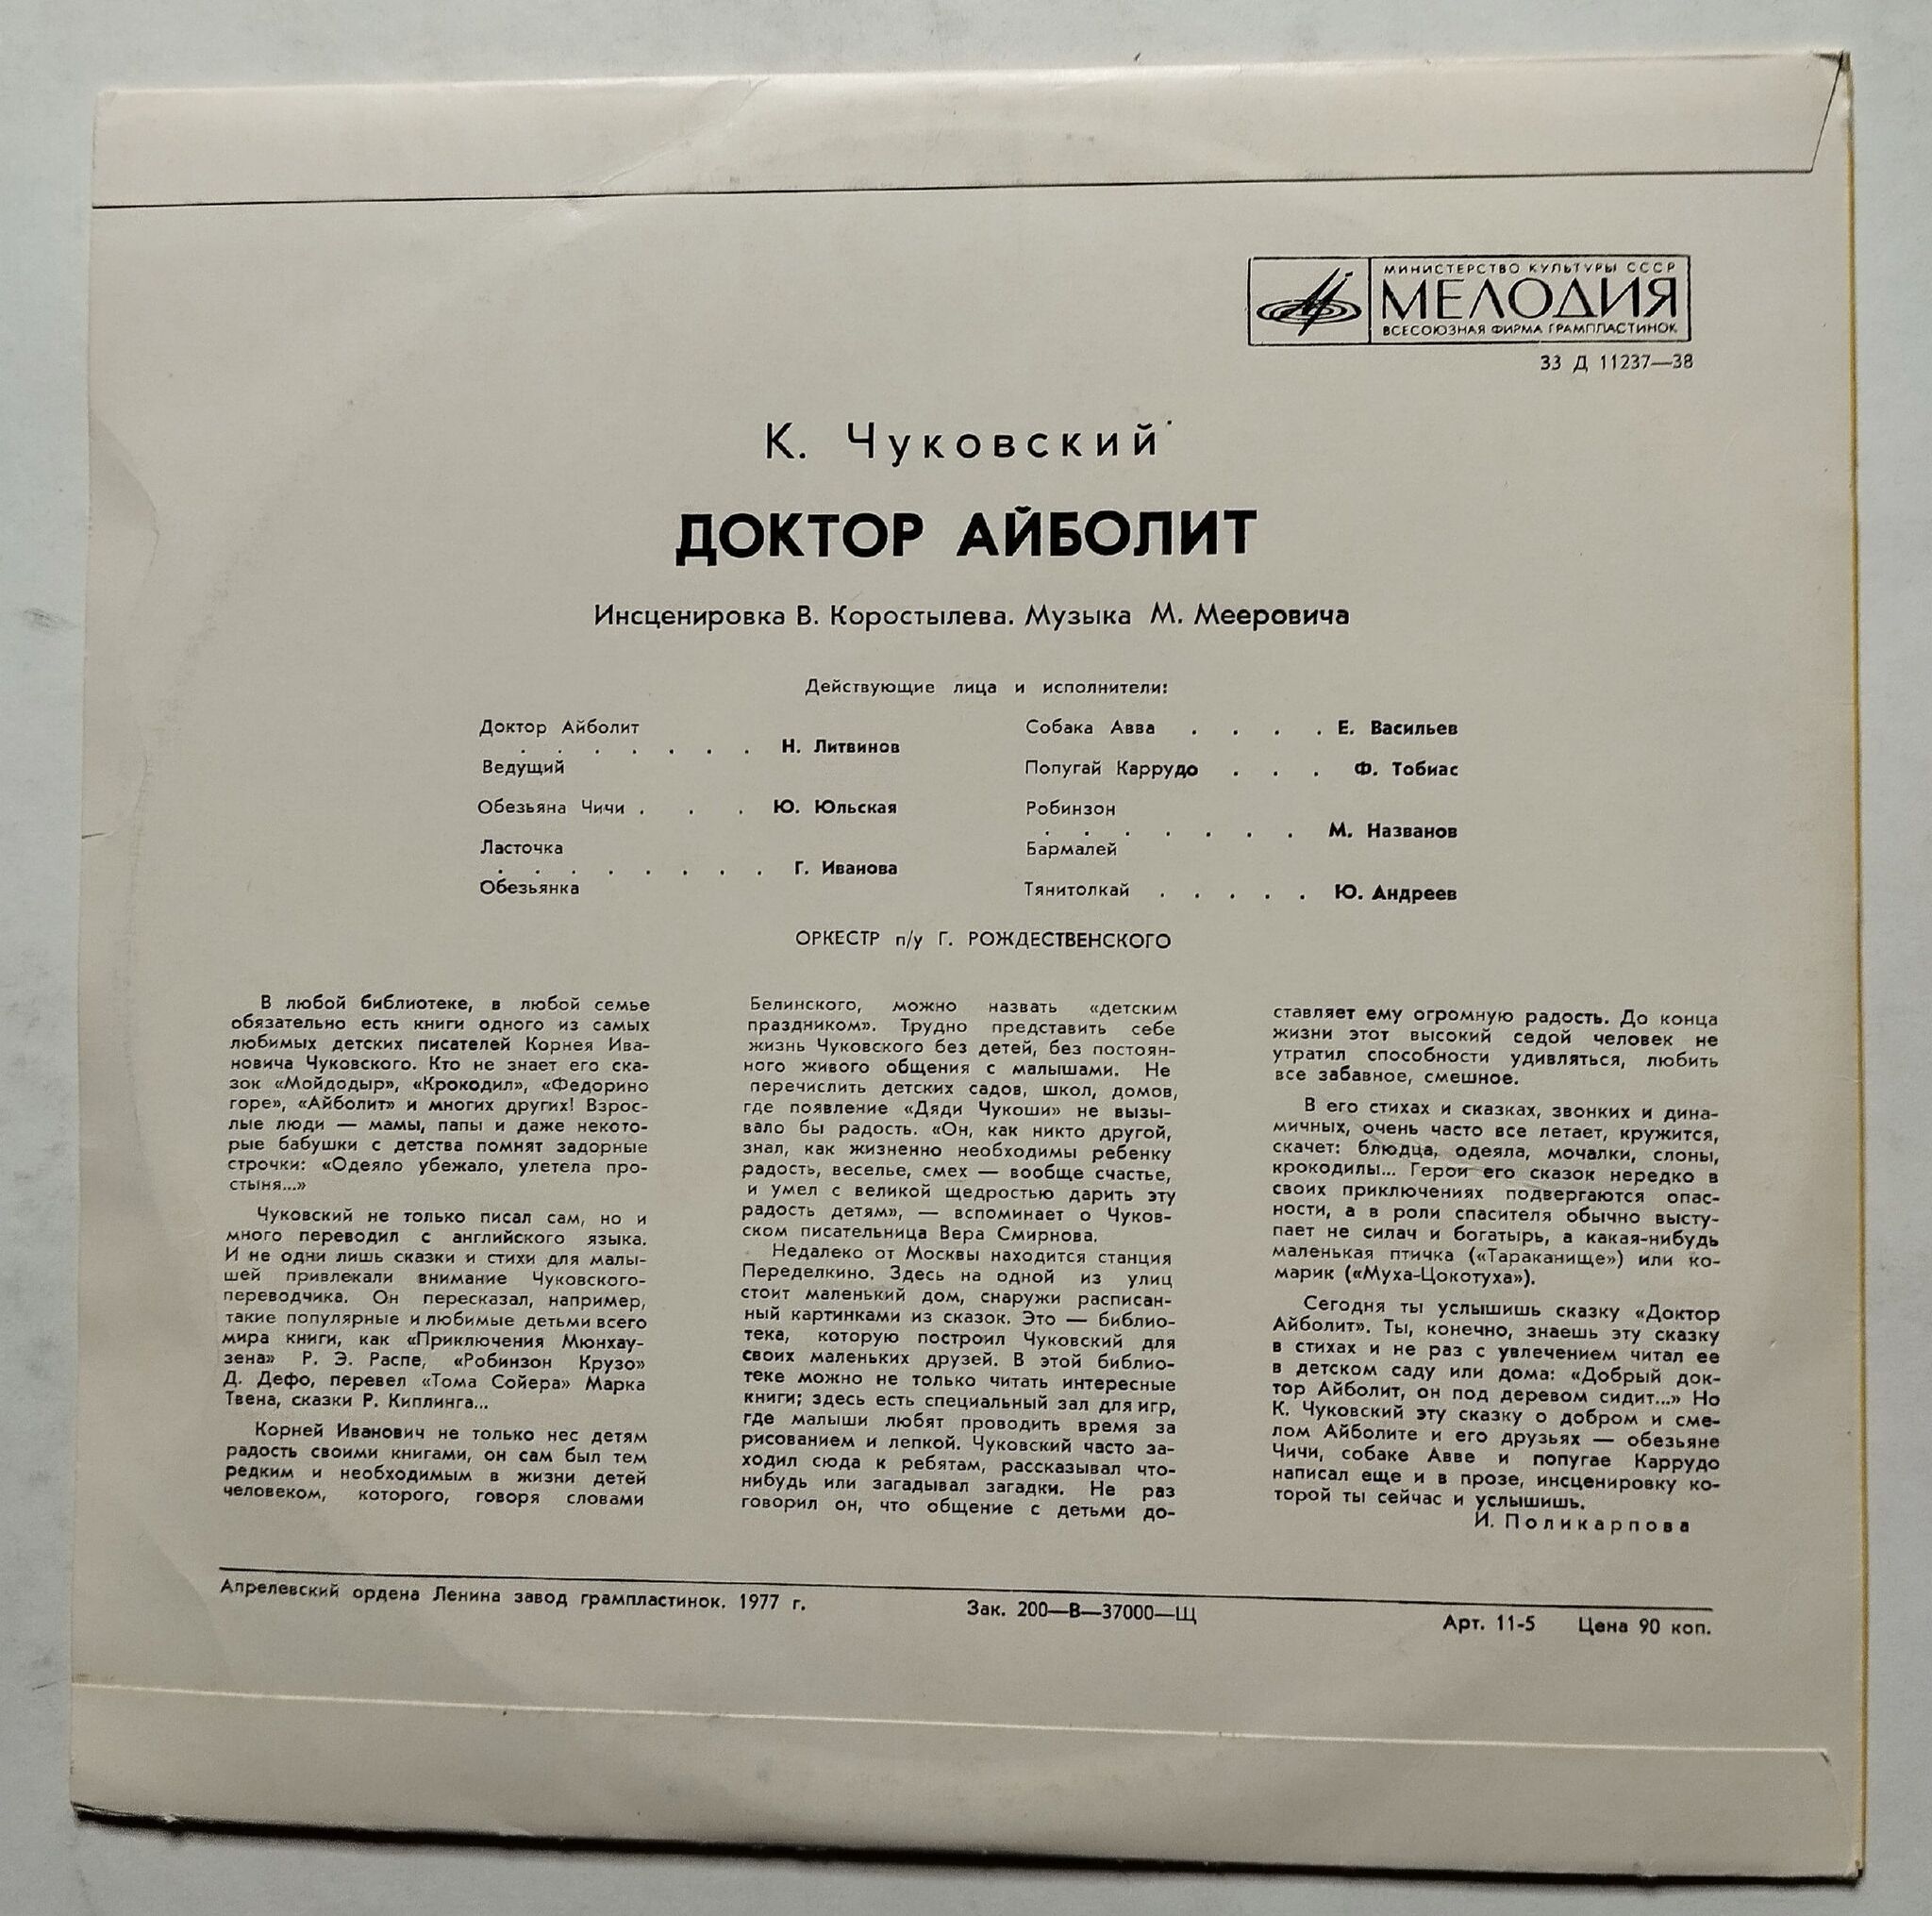 МИНИСТЕРСТВО КУЛЬТУРЫ СССР
МЕЛОДИЯ
ВСЕСОЮЗНАЯ ФИРМА ГРАМПЛАСТИНОК
33 Д 11237—38
К. Чуковский
ДОКТОР АЙБОЛИТ
Инсценировка В. Коростылева. Музыка М. Мееровича
Действующие лица и исполнители:
Доктор Айболит
. . . . . . . Н. Литвинов
Ведущий
Обезьяна Чичи . . . Ю. Юльская
Ласточка
. . . . . . . . Г. Иванова
Обезьянка
Собака Авва . . . . Е. Васильев
Попугай Каррудо . . . Ф. Тобиас
Робинзон
. . . . . . . М. Названов
Бармалей
Тянитолкай . . . . . Ю. Андреев
ОРКЕСТР п/у Г. РОЖДЕСТВЕНСКОГО
В любой библиотеке, в любой семье
обязательно есть книги одного из самых
любимых детских писателей Корнея Ива-
новича Чуковского. Кто не знает его ска-
зок «Мойдодыр», «Крокодил», «Федорино
горе», «Айболит» и многих других! Взрос-
лые люди — мамы, папы и даже некото-
рые бабушки с детства помнят задорные
строчки: «Одеяло убежало, улетела про-
стыня...»
Чуковский не только писал сам, но и
много переводил с английского языка.
И не одни лишь сказки и стихи для малы-
шей привлекали внимание Чуковского-
переводчика. Он пересказал, например,
такие популярные и любимые детьми всего
мира книги, как «Приключения Мюнхау-
зена» Р. Э. Распе, «Робинзон Крузо»
Д. Дефо, перевел «Тома Сойера» Марка
Твена, сказки Р. Киплинга...
Корней Иванович не только нес детям
радость своими книгами, он сам был тем
редким и необходимым в жизни детей
человеком, которого, говоря словами
Белинского, можно назвать «детским
праздником». Трудно представить себе
жизнь Чуковского без детей, без постоян-
ного живого общения с малышами. Не
перечислить детских садов, школ, домов,
где появление «Дяди Чукоши» не вызы-
вало бы радость. «Он, как никто другой,
знал, как жизненно необходимы ребенку
радость, веселье, смех — вообще счастье,
и умел с великой щедростью дарить эту
радость детям», — вспоминает о Чуков-
ском писательница Вера Смирнова.
Недалеко от Москвы находится станция
Переделкино. Здесь на одной из улиц
стоит маленький дом, снаружи расписан-
ный картинками из сказок. Это — библио-
тека, которую построил Чуковский для
своих маленьких друзей. В этой библио-
теке можно не только читать интересные
книги; здесь есть специальный зал для игр,
где малыши любят проводить время за
рисованием и лепкой. Чуковский часто за-
ходил сюда к ребятам, рассказывал что-
нибудь или загадывал загадки. Не раз
говорил он, что общение с детьми до-
ставляет ему огромную радость. До конца
жизни этот высокий седой человек не
утратил способности удивляться, любить
все забавное, смешное.
В его стихах и сказках, звонких и дина-
мичных, очень часто все летает, кружится,
скачет: блюдца, одеяла, мочалки, слоны,
крокодилы... Герои его сказок нередко в
своих приключениях подвергаются опас-
ности, а в роли спасителя обычно высту-
пает не силач и богатырь, а какая-нибудь
маленькая птичка («Тараканище») или ко-
марик («Муха-Цокотуха»).
Сегодня ты услышишь сказку «Доктор
Айболит». Ты, конечно, знаешь эту сказку
в стихах и не раз с увлечением читал ее
в детском саду или дома: «Добрый док-
тор Айболит, он под деревом сидит...» Но
К. Чуковский эту сказку о добром и сме-
лом Айболите и его друзьях — обезьяне
Чичи, собаке Авве и попугае Каррудо
написал еще и в прозе, инсценировку ко-
торой ты сейчас и услышишь.
И. Поликарпова
Апрелевский ордена Ленина завод грампластинок. 1977 г.
Зак. 200—В—37000—Щ
Арт. 11-5 Цена 90 коп.